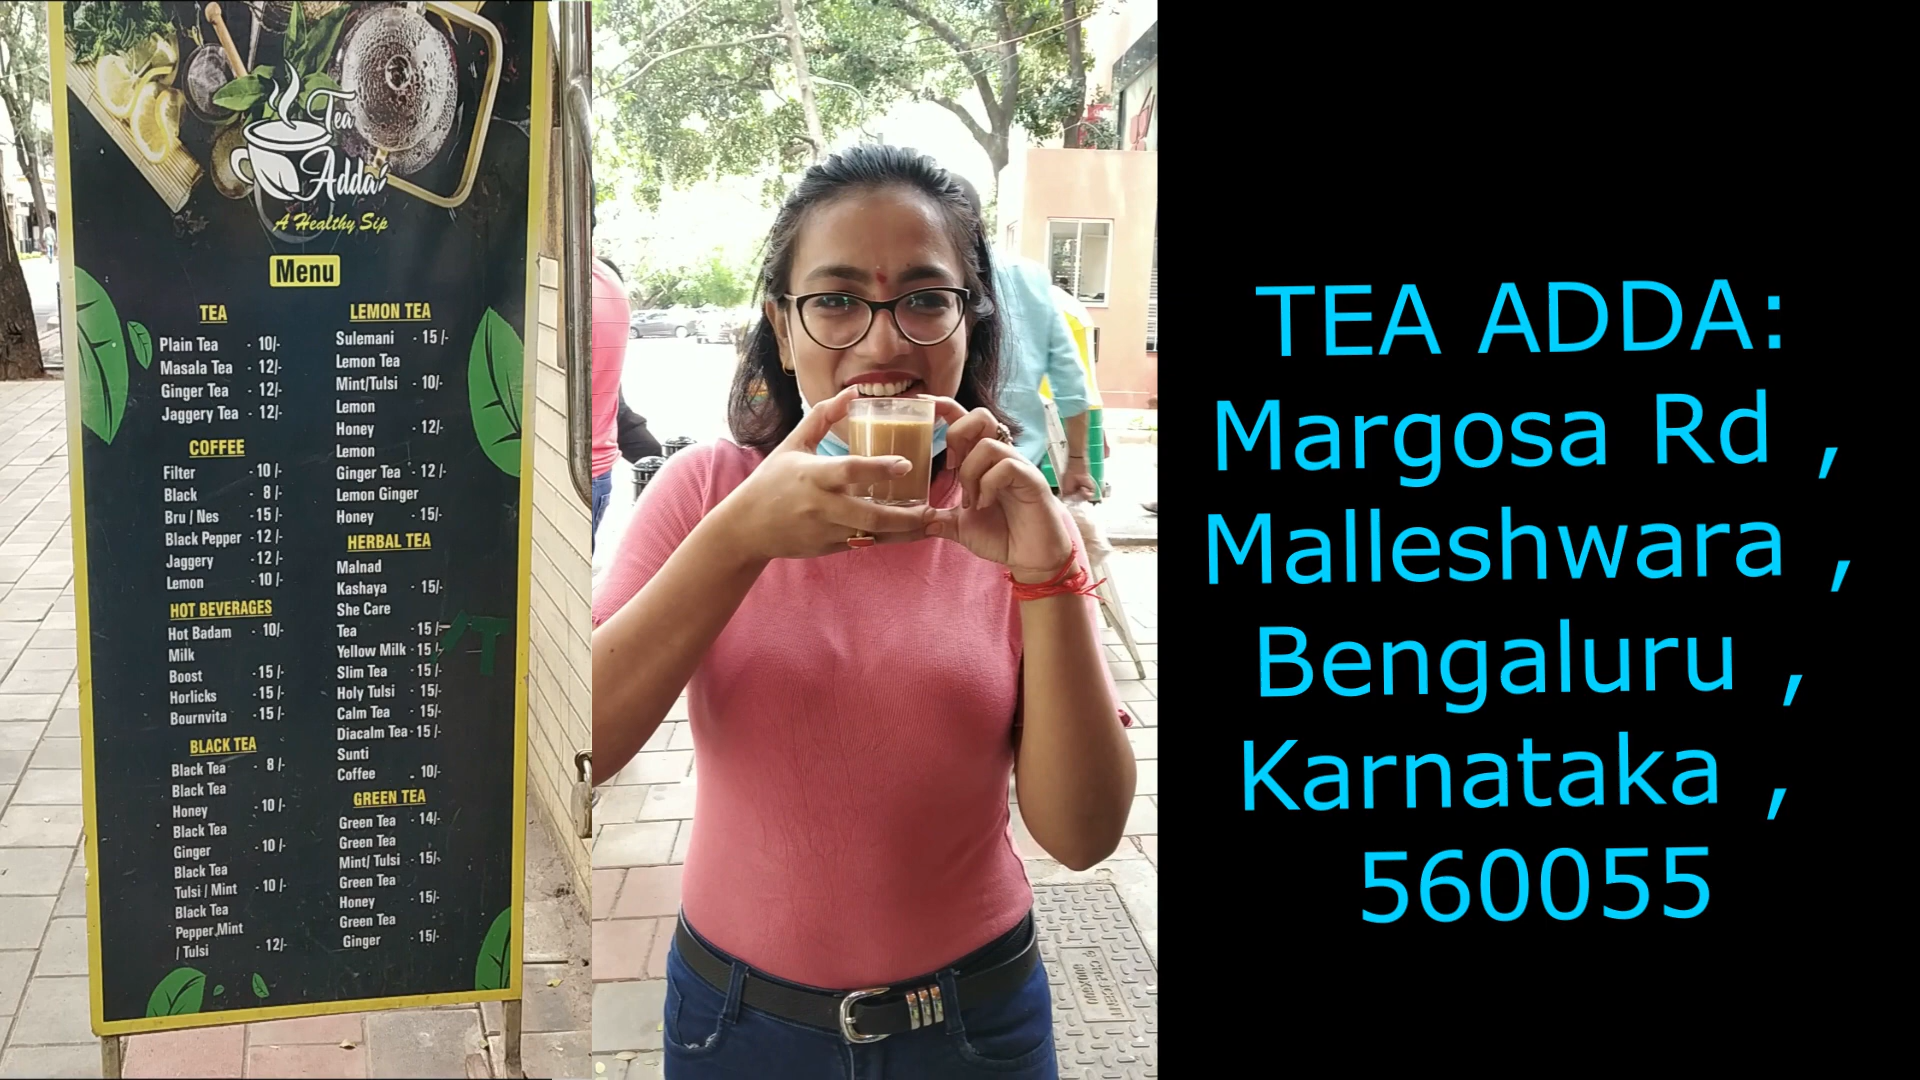 Tea
Adda
A Healthy Sip
Menu
TEA
Plain Tea - 10/-
Masala Tea - 12/-
Ginger Tea - 12/-
Jaggery Tea - 12/-
COFFEE
Filter - 10 /-
Black - 8 /-
Bru / Nes - 15 /-
Black Pepper - 12 /-
Jaggery - 12 /-
Lemon - 10 /-
HOT BEVERAGES
Hot Badam - 10/-
Milk
Boost - 15 /-
Horlicks - 15 /-
Bournvita - 15 /-
BLACK TEA
Black Tea - 8 /-
Black Tea
Honey - 10 /-
Black Tea
Ginger - 10 /-
Black Tea
Tulsi / Mint - 10 /-
Black Tea
Pepper,Mint
/ Tulsi - 12/-
LEMON TEA
Sulemani - 15 /-
Lemon Tea
Mint/Tulsi - 10/-
Lemon
Honey - 12/-
Lemon
Ginger Tea - 12 /-
Lemon Ginger
Honey - 15/-
HERBAL TEA
Malnad
Kashaya - 15/-
She Care
Tea - 15 /-
Yellow Milk - 15 /-
Slim Tea - 15 /-
Holy Tulsi - 15/-
Calm Tea - 15/-
Diacalm Tea - 15 /-
Sunti
Coffee - 10/-
GREEN TEA
Green Tea - 14/-
Green Tea
Mint/ Tulsi - 15/-
Green Tea
Honey - 15/-
Green Tea
Ginger - 15/-
TEA ADDA:
Margosa Rd ,
Malleshwara ,
Bengaluru ,
Karnataka ,
560055